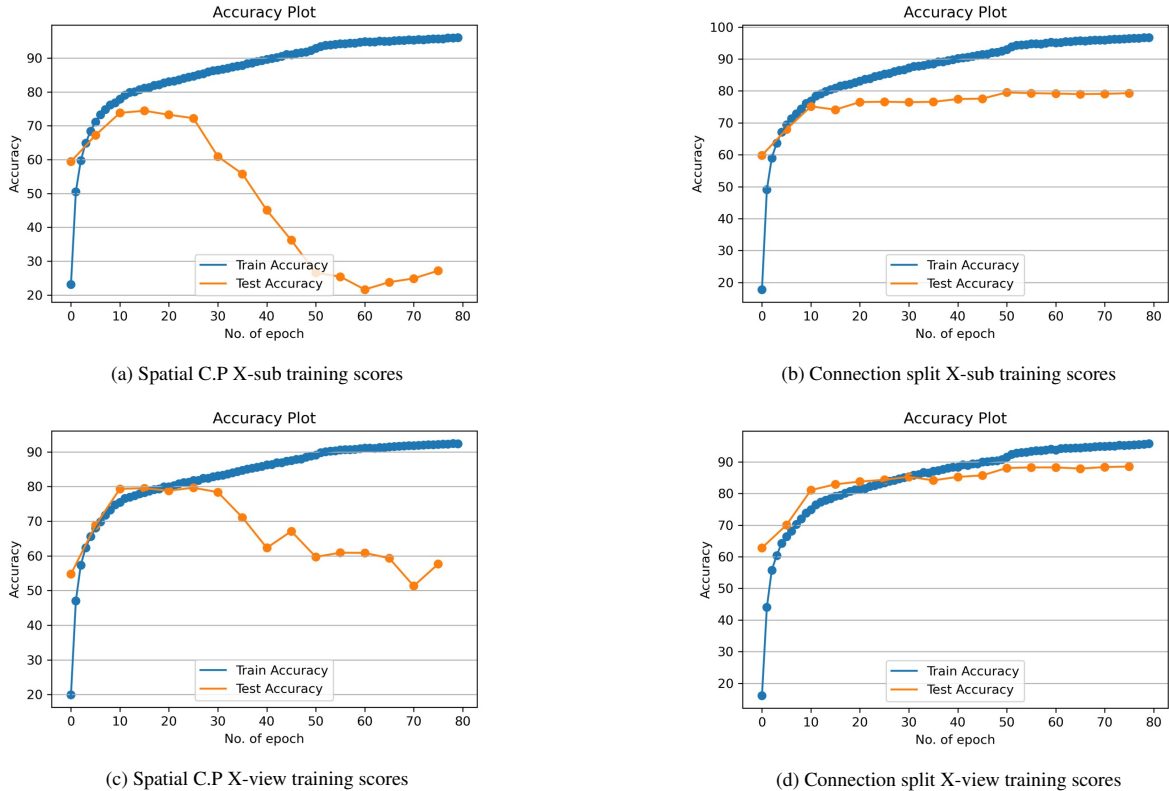 Accuracy Plot
90
80
70
60
50
40
30
20
Accuracy
Train Accuracy
Test Accuracy
0 10 20 30 40 50 60 70 80
No. of epoch
(a) Spatial C.P X-sub training scores
Accuracy Plot
100
90
80
70
60
50
40
30
20
Accuracy
Train Accuracy
Test Accuracy
0 10 20 30 40 50 60 70 80
No. of epoch
(b) Connection split X-sub training scores
Accuracy Plot
90
80
70
60
50
40
30
20
Accuracy
Train Accuracy
Test Accuracy
0 10 20 30 40 50 60 70 80
No. of epoch
(c) Spatial C.P X-view training scores
Accuracy Plot
90
80
70
60
50
40
30
20
Accuracy
Train Accuracy
Test Accuracy
0 10 20 30 40 50 60 70 80
No. of epoch
(d) Connection split X-view training scores